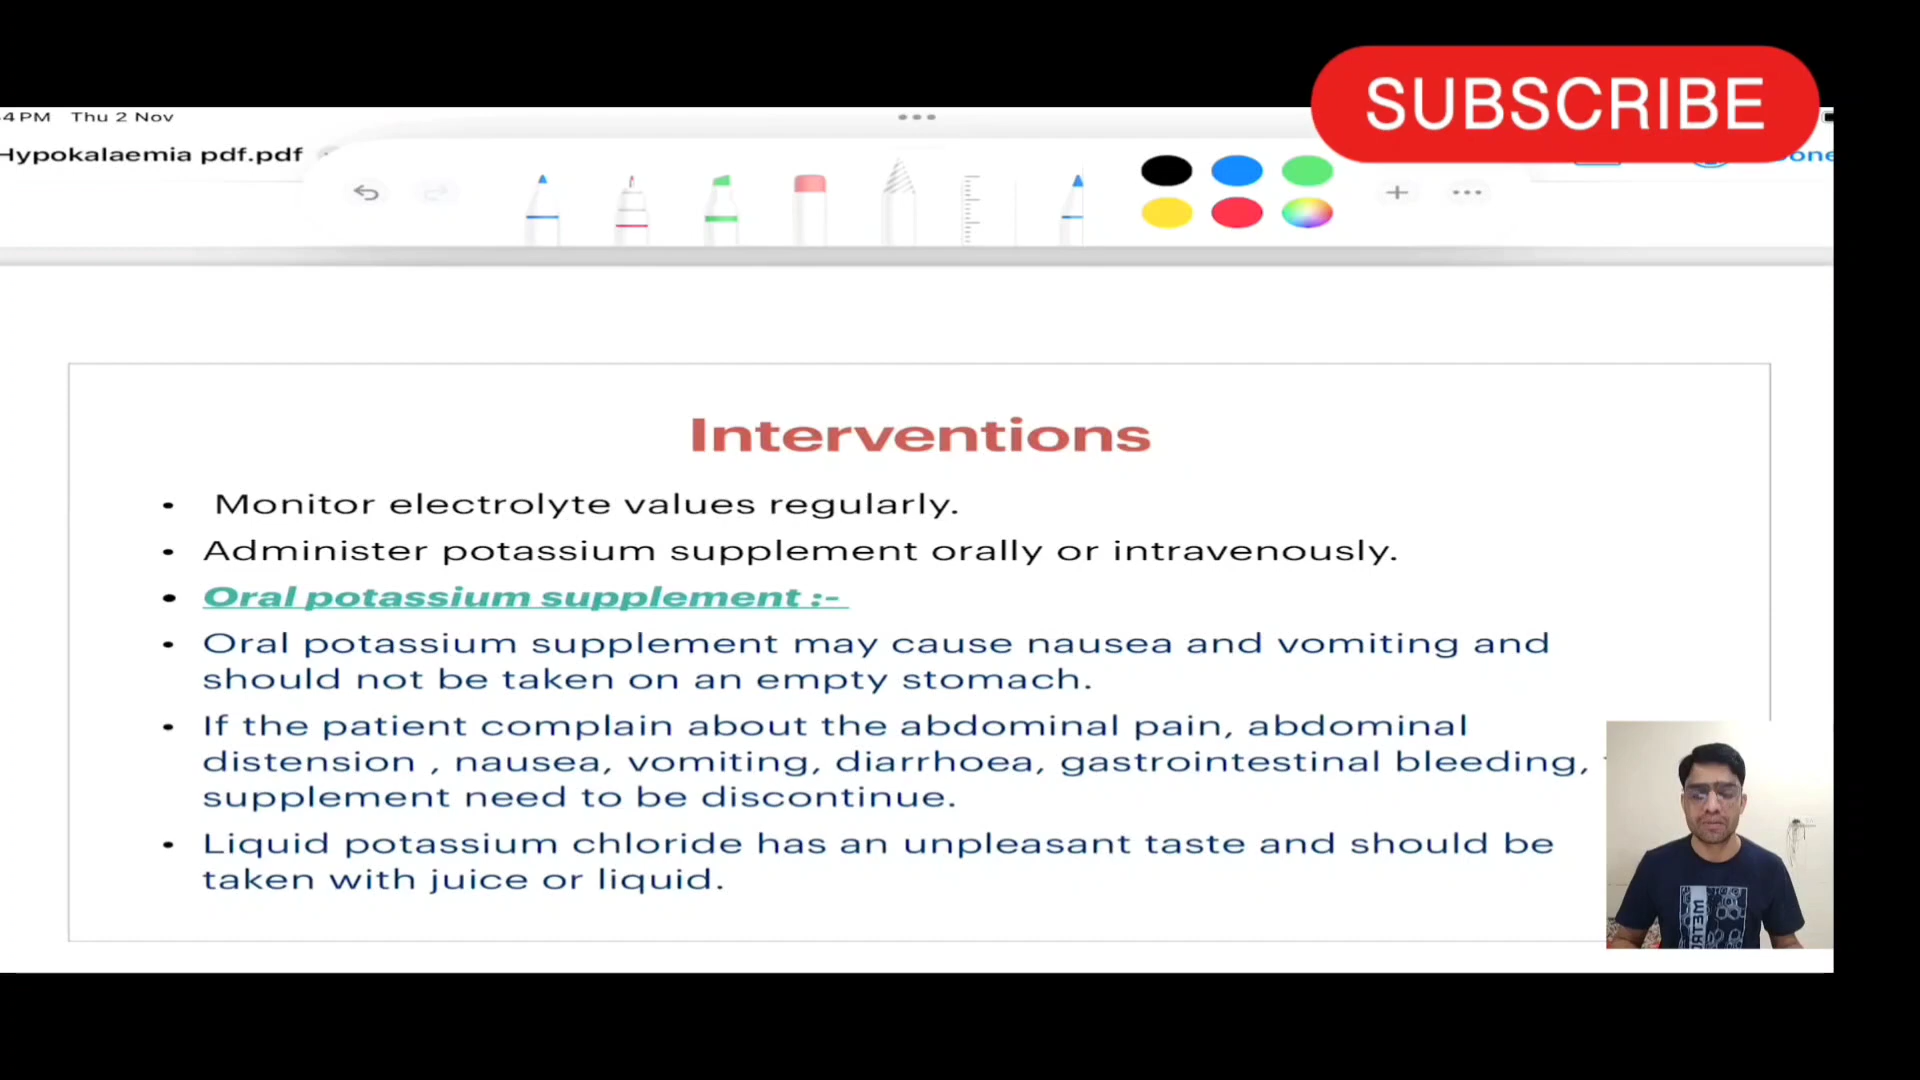 SUBSCRIBE
4 PM Thu 2 Nov
Hypokalaemia pdf.pdf
Interventions
• Monitor electrolyte values regularly.
• Administer potassium supplement orally or intravenously.
• Oral potassium supplement :-
• Oral potassium supplement may cause nausea and vomiting and
should not be taken on an empty stomach.
• If the patient complain about the abdominal pain, abdominal
distension , nausea, vomiting, diarrhoea, gastrointestinal bleeding,
supplement need to be discontinue.
• Liquid potassium chloride has an unpleasant taste and should be
taken with juice or liquid.